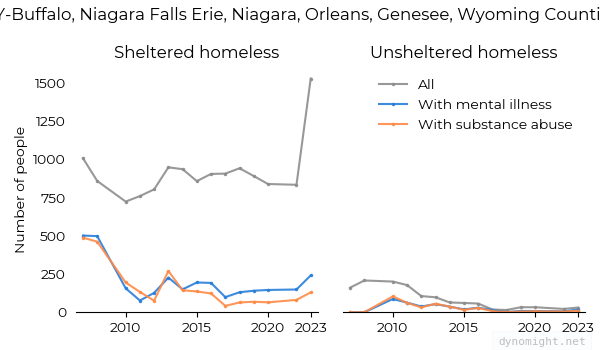 Y-Buffalo, Niagara Falls Erie, Niagara, Orleans, Genesee, Wyoming Counti
Sheltered homeless
Unsheltered homeless
Number of people
1500
1250
1000
750
500
250
0
2010 2015 2020 2023
All
With mental illness
With substance abuse
2010 2015 2020 2023
dynomight.net